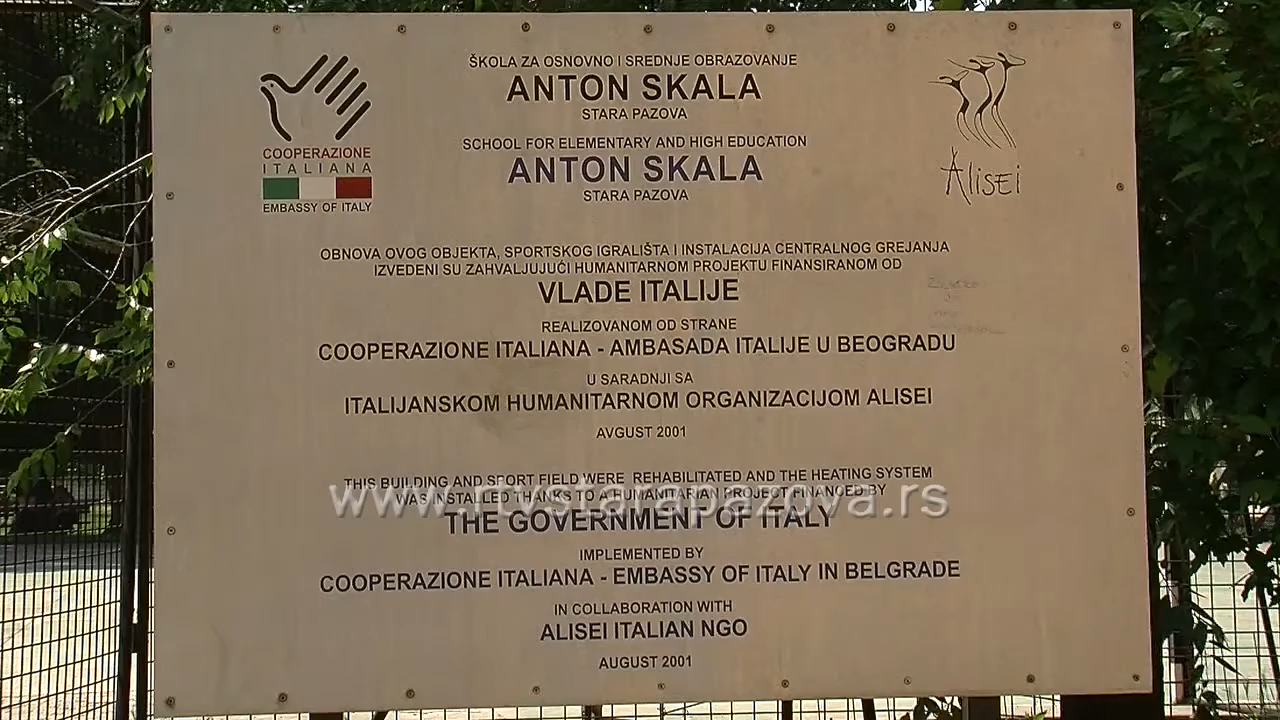 ŠKOLA ZA OSNOVNO I SREDNJE OBRAZOVANJE
ANTON SKALA
STARA PAZOVA
SCHOOL FOR ELEMENTARY AND HIGH EDUCATION
ANTON SKALA
STARA PAZOVA
COOPERAZIONE
ITALIANA
EMBASSY OF ITALY
Alisei
OBNOVA OVOG OBJEKTA, SPORTSKOG IGRALIŠTA I INSTALACIJA CENTRALNOG GREJANJA
IZVEDENI SU ZAHVALJUJUĆI HUMANITARNOM PROJEKTU FINANSIRANOM OD
VLADE ITALIJE
REALIZOVANOM OD STRANE
COOPERAZIONE ITALIANA - AMBASADA ITALIJE U BEOGRADU
U SARADNJI SA
ITALIJANSKOM HUMANITARNOM ORGANIZACIJOM ALISEI
AVGUST 2001
THIS BUILDING AND SPORT FIELD WERE REHABILITATED AND THE HEATING SYSTEM
WAS INSTALLED THANKS TO A HUMANITARIAN PROJECT FINANCED BY
www.rtvstarapazova.rs
THE GOVERNMENT OF ITALY
IMPLEMENTED BY
COOPERAZIONE ITALIANA - EMBASSY OF ITALY IN BELGRADE
IN COLLABORATION WITH
ALISEI ITALIAN NGO
AUGUST 2001